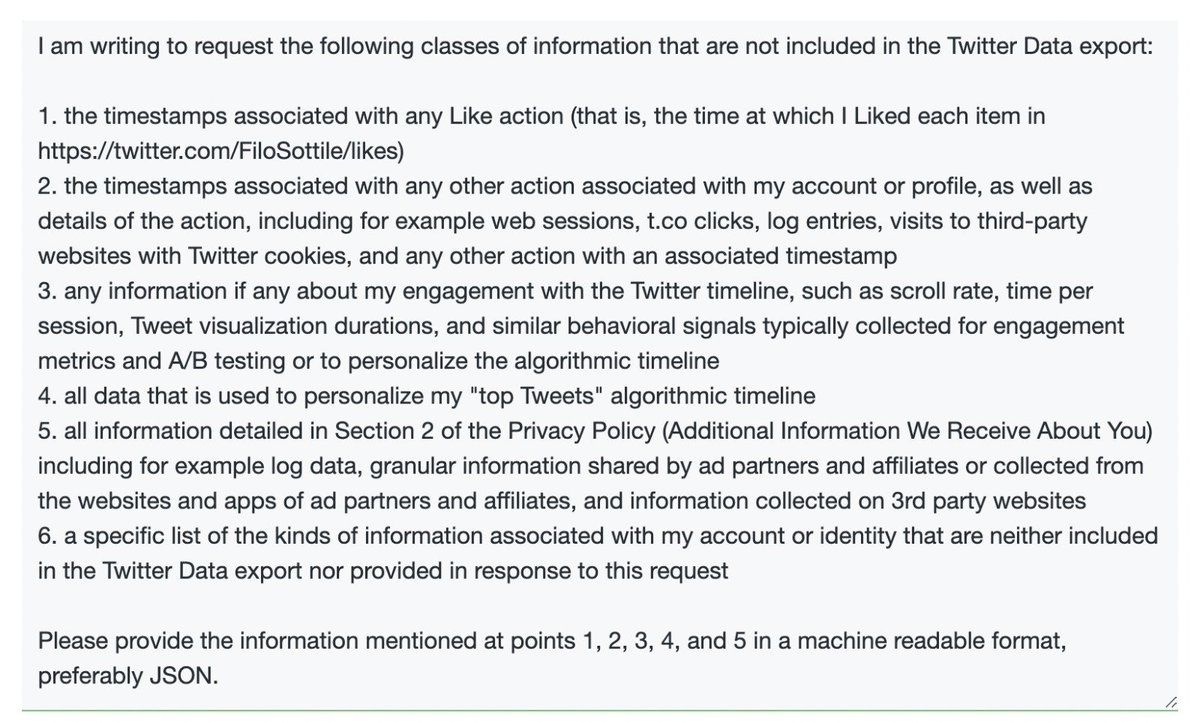 I am writing to request the following classes of information that are not included in the Twitter Data export:
1. the timestamps associated with any Like action (that is, the time at which I Liked each item in
https://twitter.com/FiloSottile/likes)
2. the timestamps associated with any other action associated with my account or profile, as well as
details of the action, including for example web sessions, t.co clicks, log entries, visits to third-party
websites with Twitter cookies, and any other action with an associated timestamp
3. any information if any about my engagement with the Twitter timeline, such as scroll rate, time per
session, Tweet visualization durations, and similar behavioral signals typically collected for engagement
metrics and A/B testing or to personalize the algorithmic timeline
4. all data that is used to personalize my "top Tweets" algorithmic timeline
5. all information detailed in Section 2 of the Privacy Policy (Additional Information We Receive About You)
including for example log data, granular information shared by ad partners and affiliates or collected from
the websites and apps of ad partners and affiliates, and information collected on 3rd party websites
6. a specific list of the kinds of information associated with my account or identity that are neither included
in the Twitter Data export nor provided in response to this request
Please provide the information mentioned at points 1, 2, 3, 4, and 5 in a machine readable format,
preferably JSON.